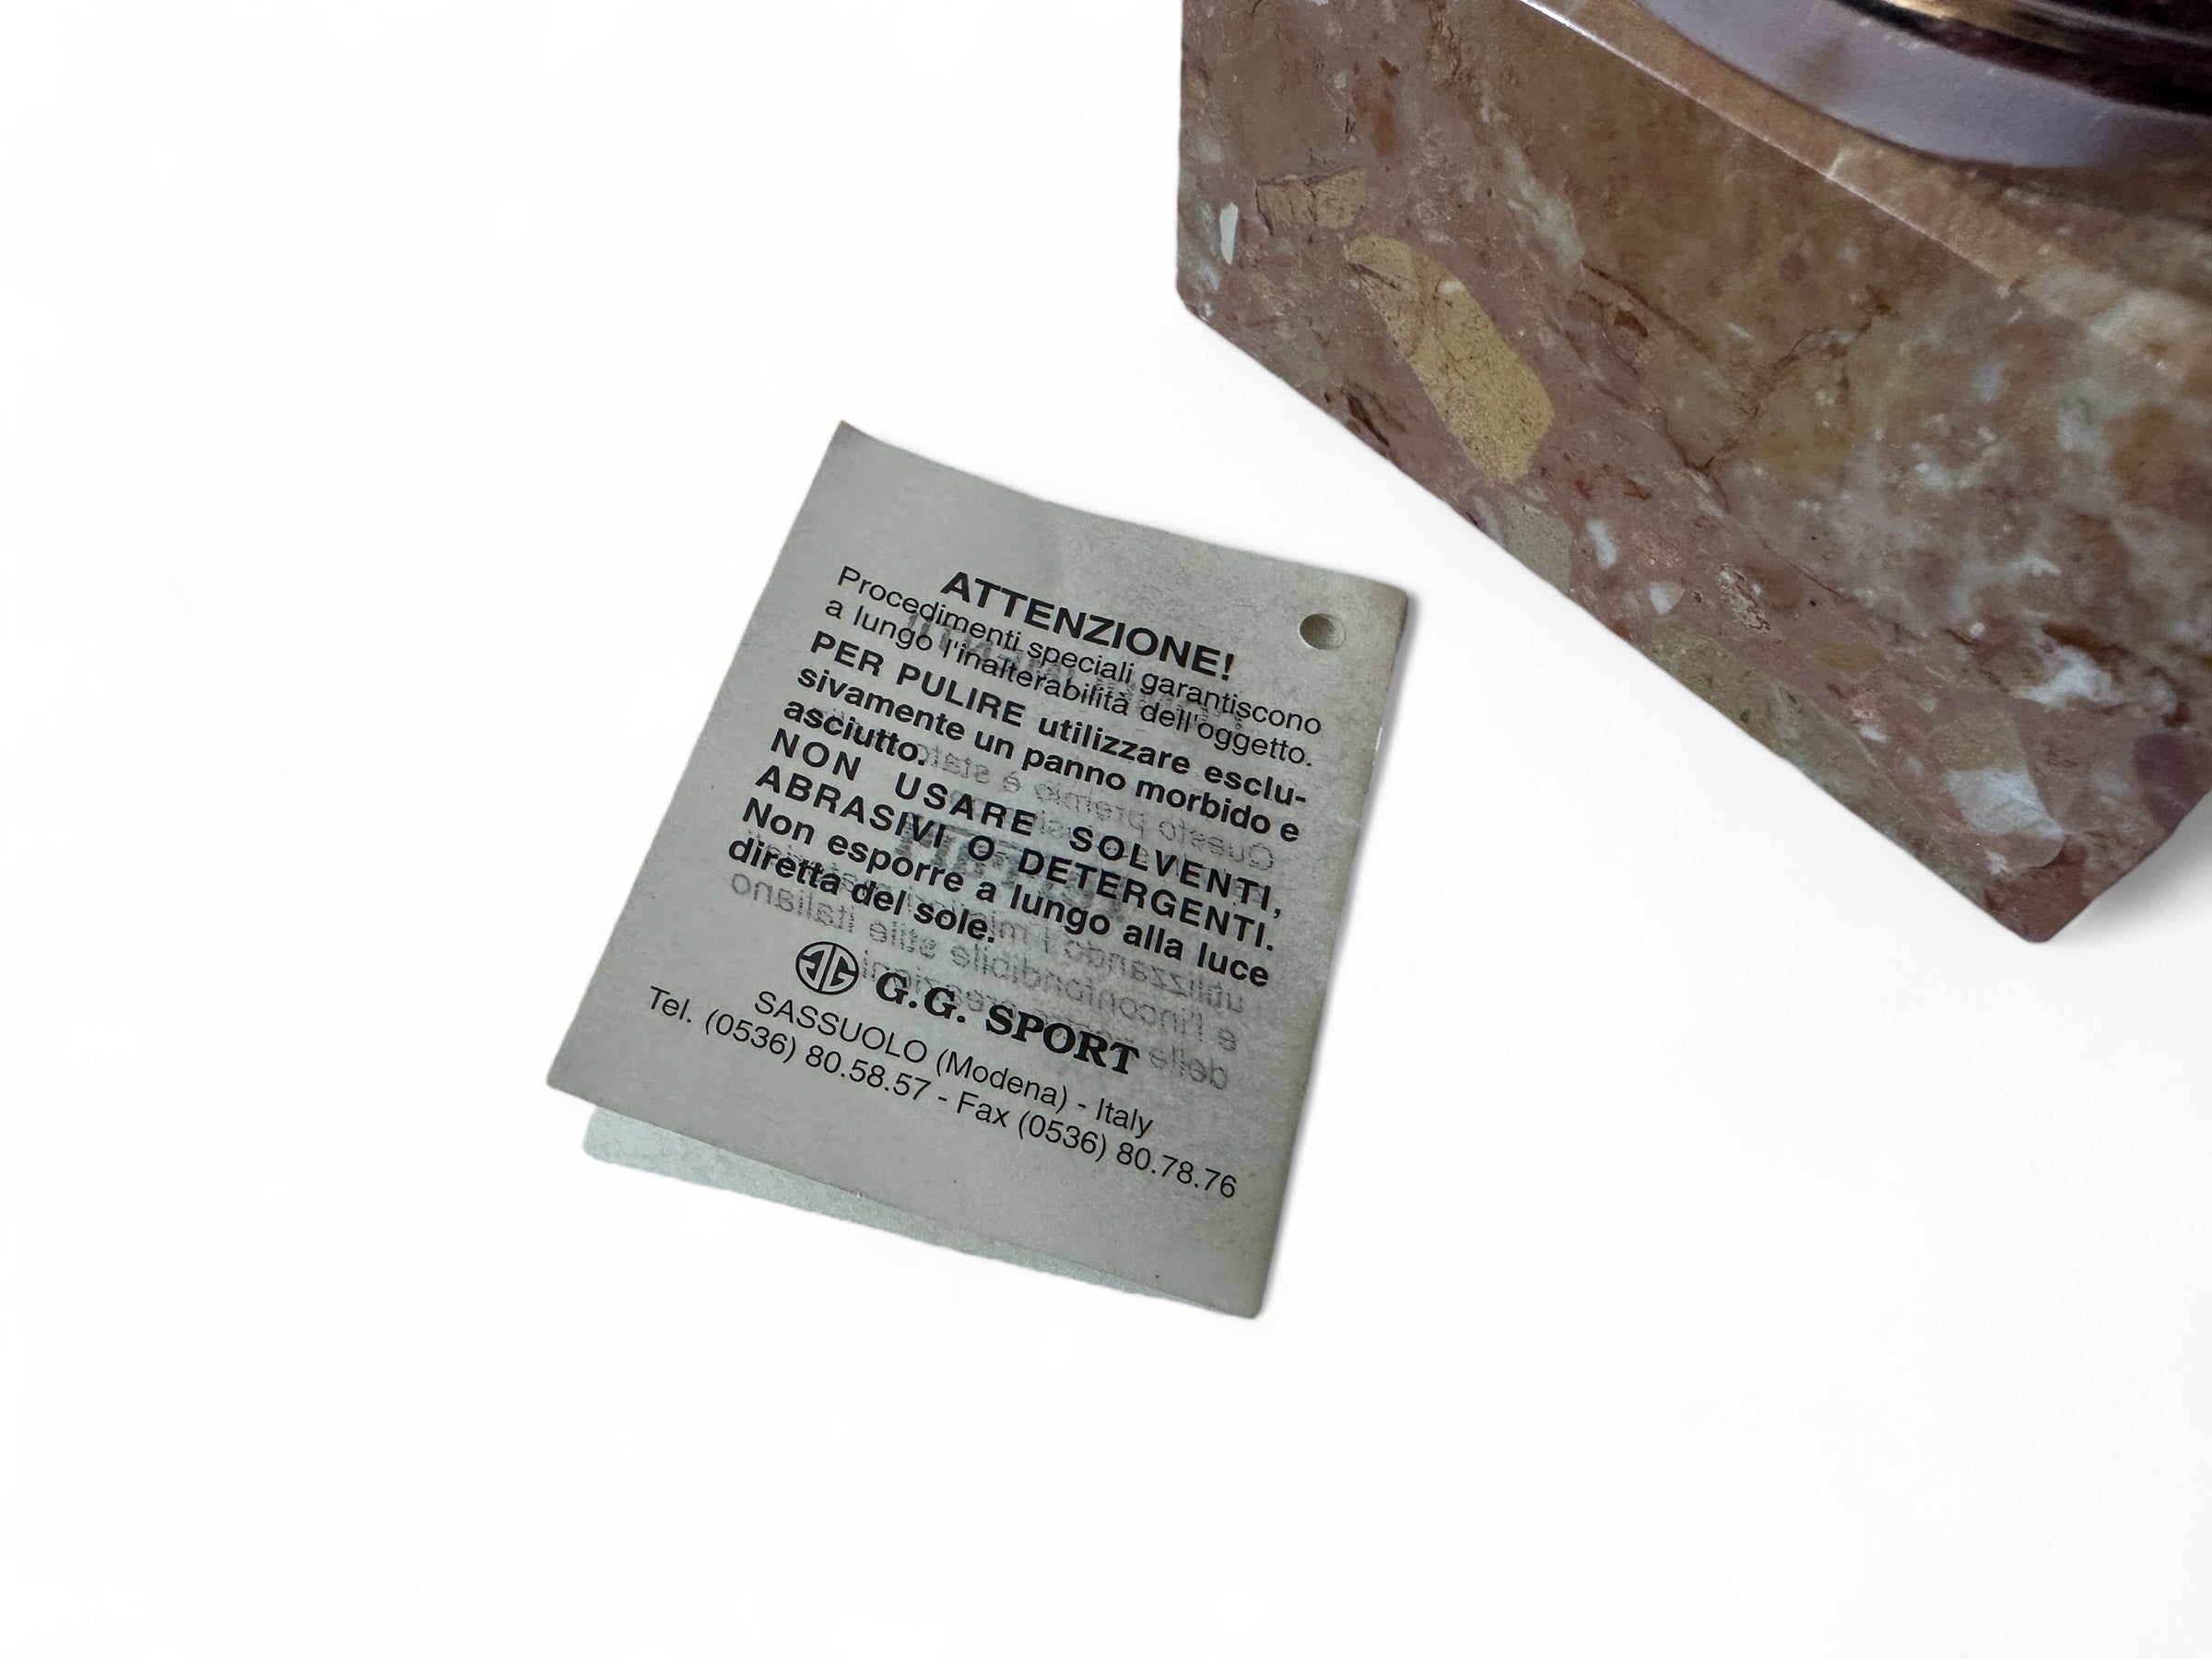 ATTENZIONE!
Procedimenti speciali garantiscono
a lungo l'inalterabilità dell'oggetto.
PER PULIRE utilizzare esclu-
sivamente un panno morbido e
asciutto.
NON USARE SOLVENTI,
ABRASIVI O DETERGENTI.
Non esporre a lungo alla luce
diretta del sole.
G.G. SPORT
SASSUOLO (Modena) - Italy
Tel. (0536) 80.58.57 - Fax (0536) 80.78.76